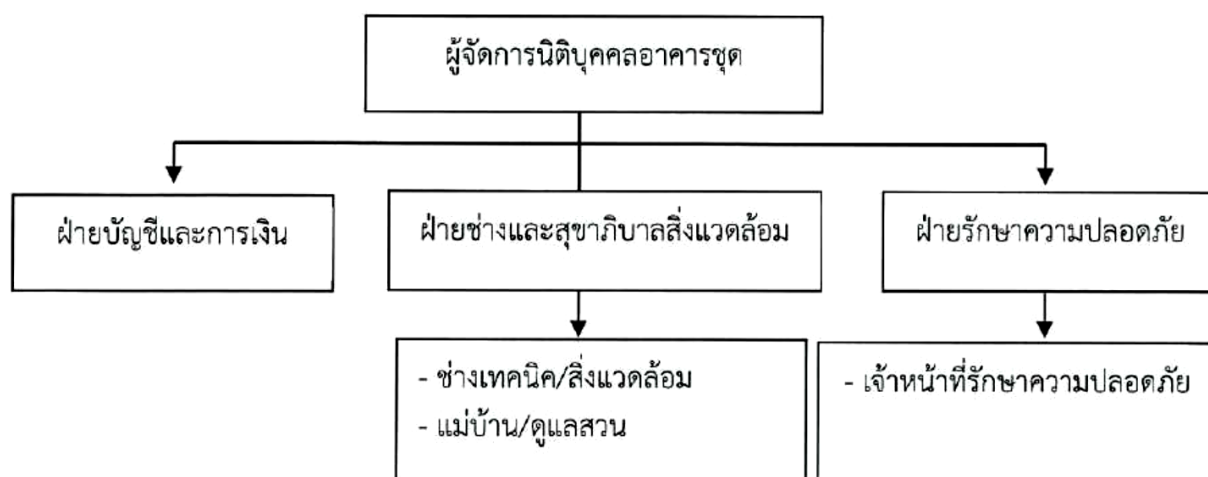 ผู้จัดการนิติบุคคลอาคารชุด
ฝ่ายบัญชีและการเงิน
ฝ่ายช่างและสุขาภิบาลสิ่งแวดล้อม
ฝ่ายรักษาความปลอดภัย
- ช่างเทคนิค/สิ่งแวดล้อม
- แม่บ้าน/ดูแลสวน
- เจ้าหน้าที่รักษาความปลอดภัย